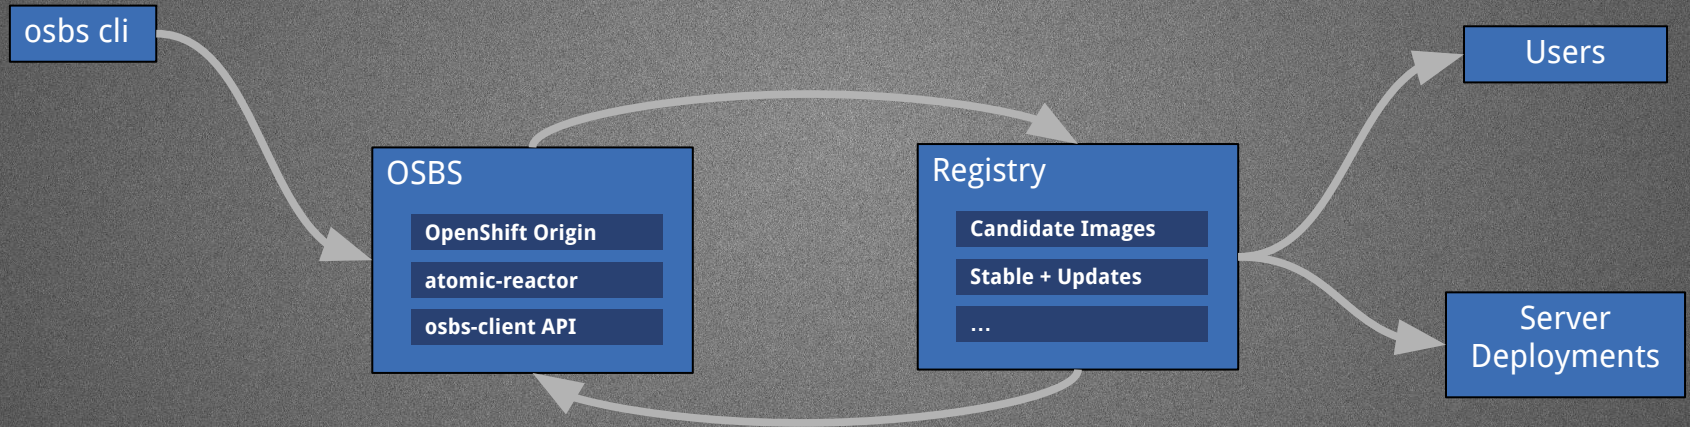 osbs cli
OSBS
OpenShift Origin
atomic-reactor
osbs-client API
Registry
Candidate Images
Stable + Updates
...
Users
Server
Deployments